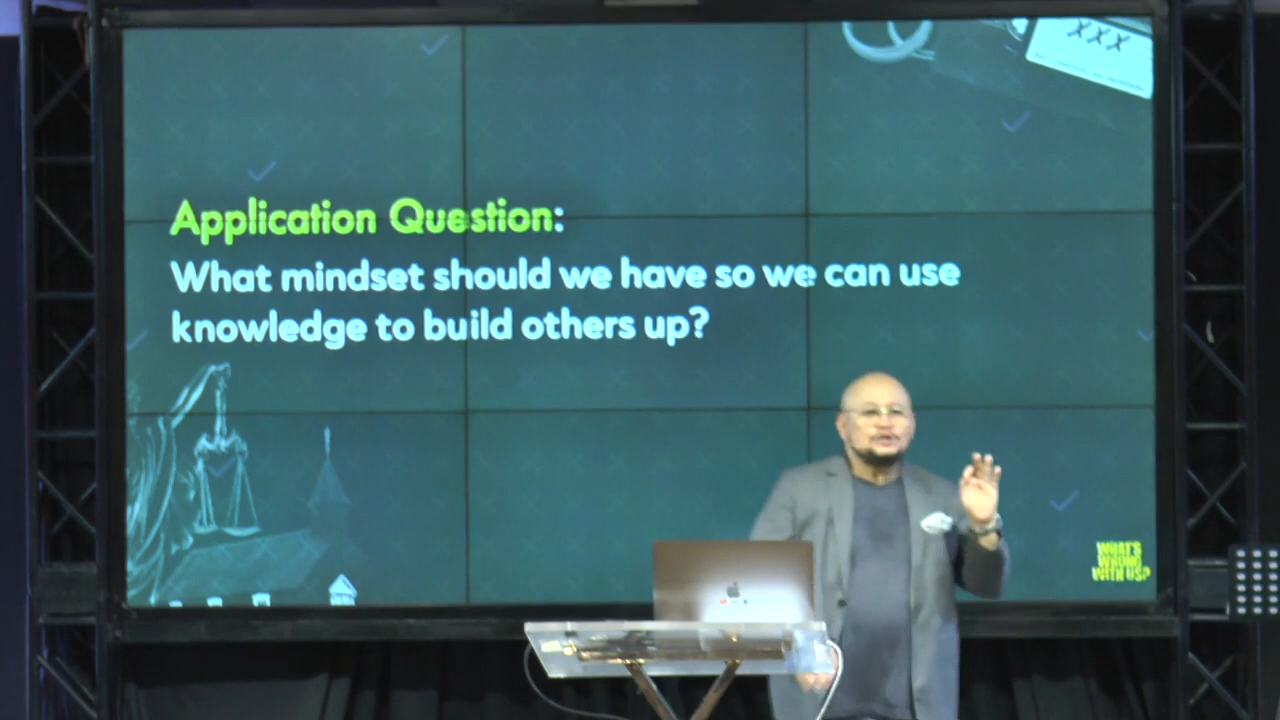 XXX
Application Question:
What mindset should we have so we can use
knowledge to build others up?
WHAT'S
WRONG
WITH US?